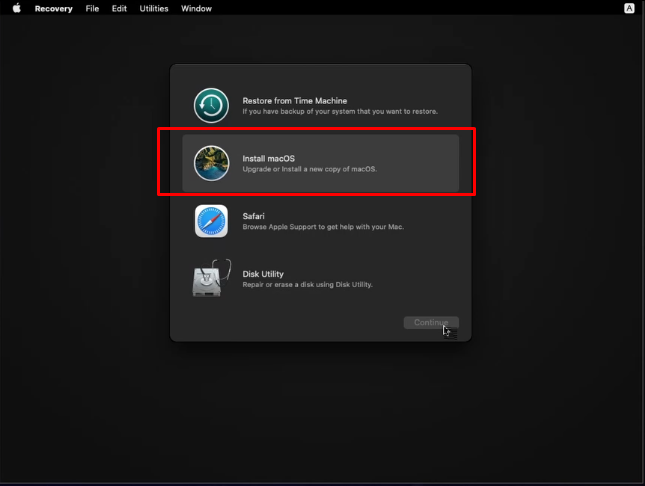 Recovery File Edit Utilities Window A
Restore from Time Machine
If you have backup of your system that you want to restore.
Install macOS
Upgrade or Install a new copy of macOS.
Safari
Browse Apple Support to get help with your Mac.
Disk Utility
Repair or erase a disk using Disk Utility.
Continue